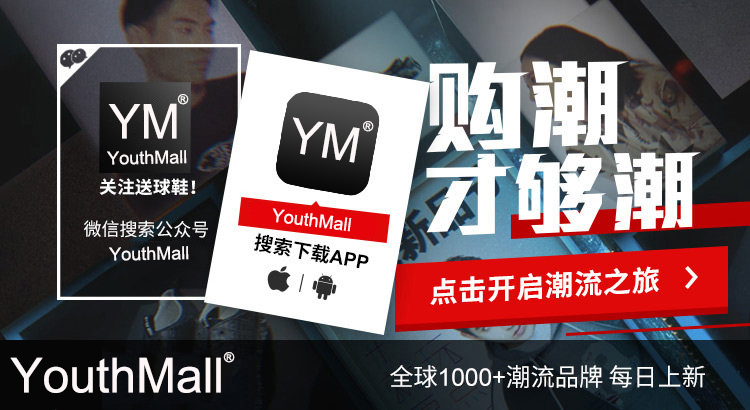 YM®
YouthMall
关注送球鞋!
微信搜索公众号
YouthMall
YM®
YouthMall
搜索下载APP
购潮
才够潮
新品
点击开启潮流之旅 >
YouthMall®
全球1000+潮流品牌 每日上新